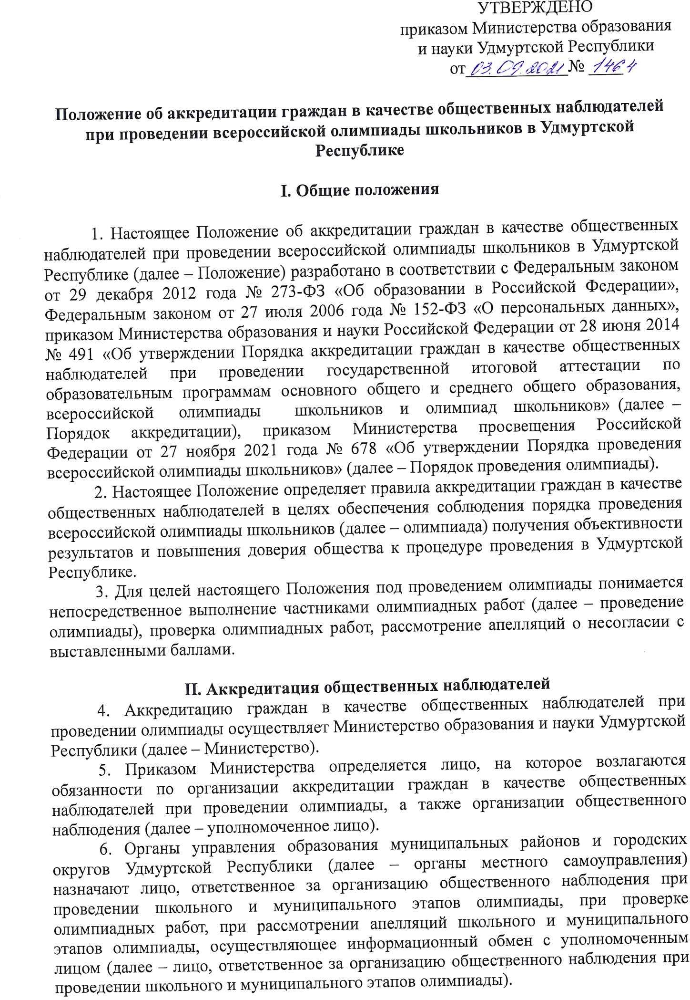 УТВЕРЖДЕНО
приказом Министерства образования
и науки Удмуртской Республики
от 03.09.2021 № 1464
Положение об аккредитации граждан в качестве общественных наблюдателей
при проведении всероссийской олимпиады школьников в Удмуртской
Республике
I. Общие положения
1. Настоящее Положение об аккредитации граждан в качестве общественных
наблюдателей при проведении всероссийской олимпиады школьников в Удмуртской
Республике (далее – Положение) разработано в соответствии с Федеральным законом
от 29 декабря 2012 года № 273-ФЗ «Об образовании в Российской Федерации»,
Федеральным законом от 27 июля 2006 года № 152-ФЗ «О персональных данных»,
приказом Министерства образования и науки Российской Федерации от 28 июня 2014
№ 491 «Об утверждении Порядка аккредитации граждан в качестве общественных
наблюдателей при проведении государственной итоговой аттестации по
образовательным программам основного общего и среднего общего образования,
всероссийской олимпиады школьников и олимпиад школьников» (далее –
Порядок аккредитации), приказом Министерства просвещения Российской
Федерации от 27 ноября 2021 года № 678 «Об утверждении Порядка проведения
всероссийской олимпиады школьников» (далее – Порядок проведения олимпиады).
2. Настоящее Положение определяет правила аккредитации граждан в качестве
общественных наблюдателей в целях обеспечения соблюдения порядка проведения
всероссийской олимпиады школьников (далее – олимпиада) получения объективности
результатов и повышения доверия общества к процедуре проведения в Удмуртской
Республике.
3. Для целей настоящего Положения под проведением олимпиады понимается
непосредственное выполнение частниками олимпиадных работ (далее – проведение
олимпиады), проверка олимпиадных работ, рассмотрение апелляций о несогласии с
выставленными баллами.
II. Аккредитация общественных наблюдателей
4. Аккредитацию граждан в качестве общественных наблюдателей при
проведении олимпиады осуществляет Министерство образования и науки Удмуртской
Республики (далее – Министерство).
5. Приказом Министерства определяется лицо, на которое возлагаются
обязанности по организации аккредитации граждан в качестве общественных
наблюдателей при проведении олимпиады, а также организации общественного
наблюдения (далее – уполномоченное лицо).
6. Органы управления образования муниципальных районов и городских
округов Удмуртской Республики (далее – органы местного самоуправления)
назначают лицо, ответственное за организацию общественного наблюдения при
проведении школьного и муниципального этапов олимпиады, при проверке
олимпиадных работ, при рассмотрении апелляций школьного и муниципального
этапов олимпиады, осуществляющее информационный обмен с уполномоченным
лицом (далее – лицо, ответственное за организацию общественного наблюдения при
проведении школьного и муниципального этапов олимпиады).